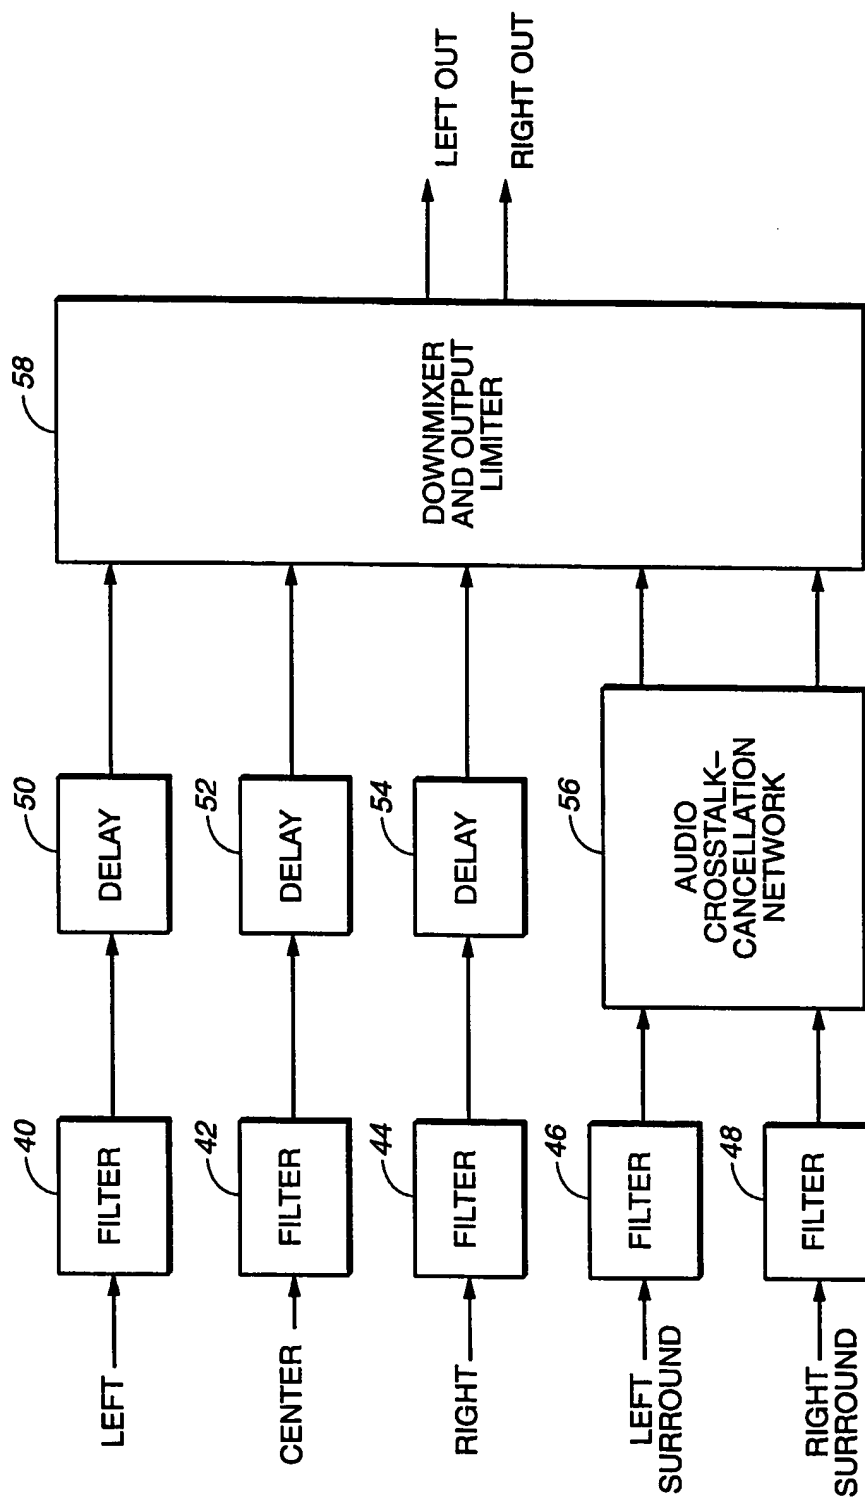 LEFT
40
FILTER
50
DELAY
CENTER
42
FILTER
52
DELAY
RIGHT
44
FILTER
54
DELAY
LEFT
SURROUND
46
FILTER
RIGHT
SURROUND
48
FILTER
56
AUDIO
CROSSTALK–
CANCELLATION
NETWORK
58
DOWNMIXER
AND OUTPUT
LIMITER
LEFT OUT
RIGHT OUT